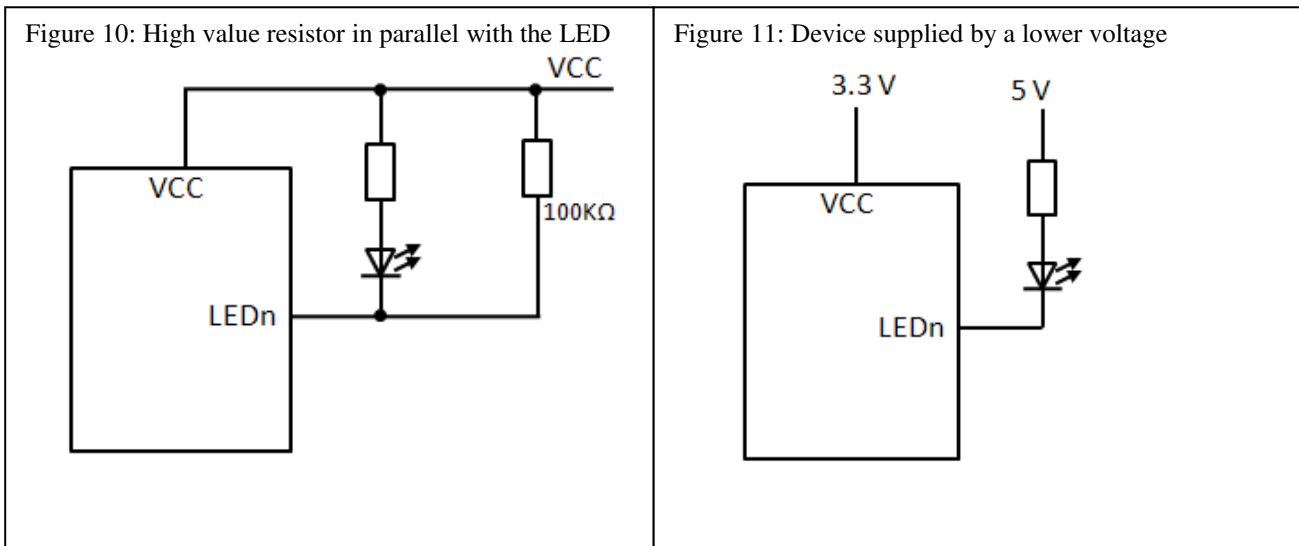 Figure 10: High value resistor in parallel with the LED
VCC
VCC
100KΩ
LEDn
Figure 11: Device supplied by a lower voltage
3.3 V
5 V
VCC
LEDn